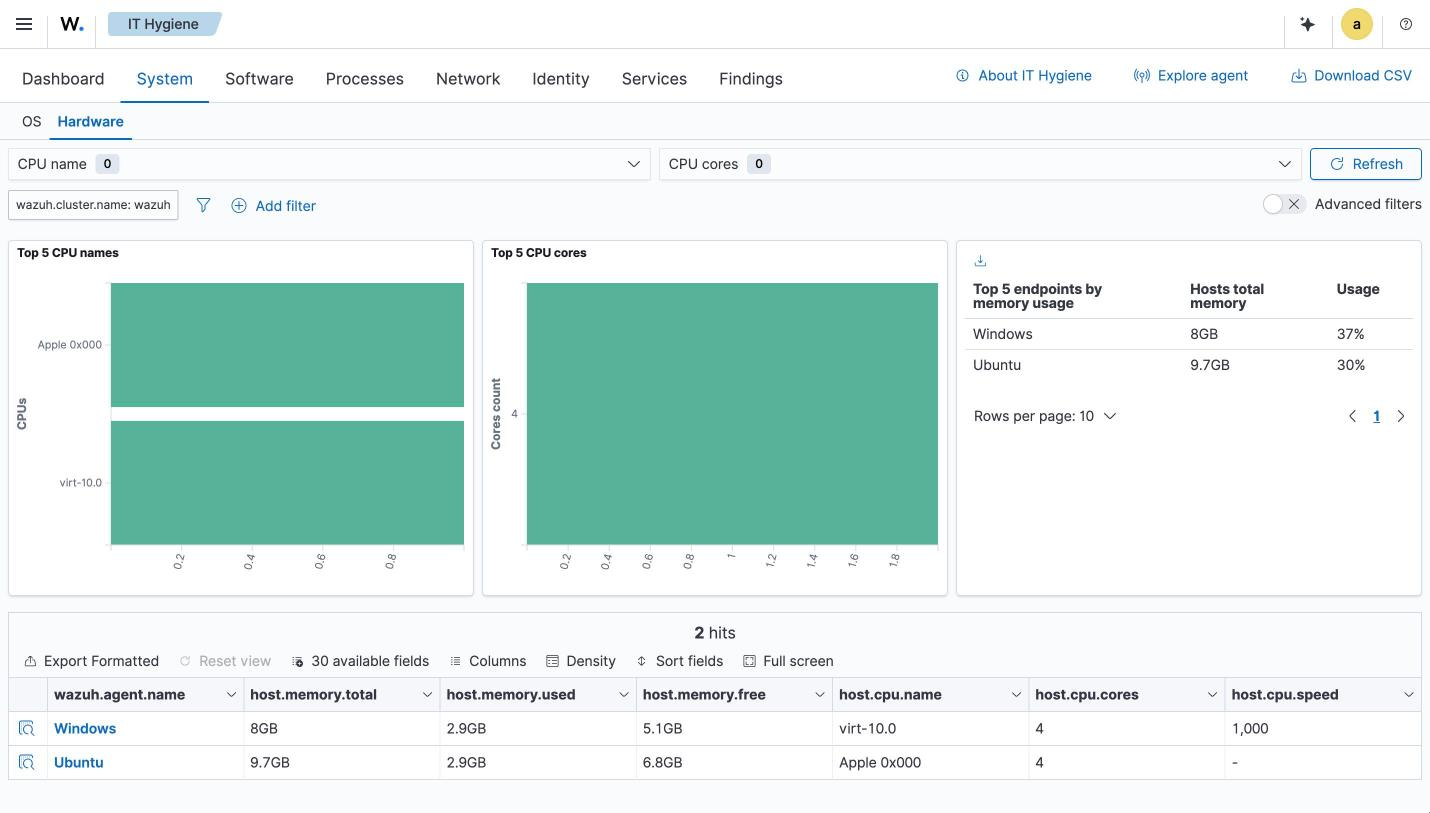 W.
IT Hygiene
a
Dashboard System Software Processes Network Identity Services Findings
About IT Hygiene Explore agent Download CSV
OS Hardware
CPU name 0
CPU cores 0
Refresh
wazuh.cluster.name: wazuh
Add filter
Advanced filters
Top 5 CPU names
CPUs
Apple 0x000
virt-10.0
0.2 0.4 0.6 0.8
Top 5 CPU cores
Cores count
4
0.2 0.4 0.6 0.8 1 1.2 1.4 1.6 1.8
Top 5 endpoints by
memory usage
Hosts total
memory
Usage
Windows 8GB 37%
Ubuntu 9.7GB 30%
Rows per page: 10
1
2 hits
Export Formatted Reset view 30 available fields Columns Density Sort fields Full screen
wazuh.agent.name host.memory.total host.memory.used host.memory.free host.cpu.name host.cpu.cores host.cpu.speed
Windows 8GB 2.9GB 5.1GB virt-10.0 4 1,000
Ubuntu 9.7GB 2.9GB 6.8GB Apple 0x000 4 -